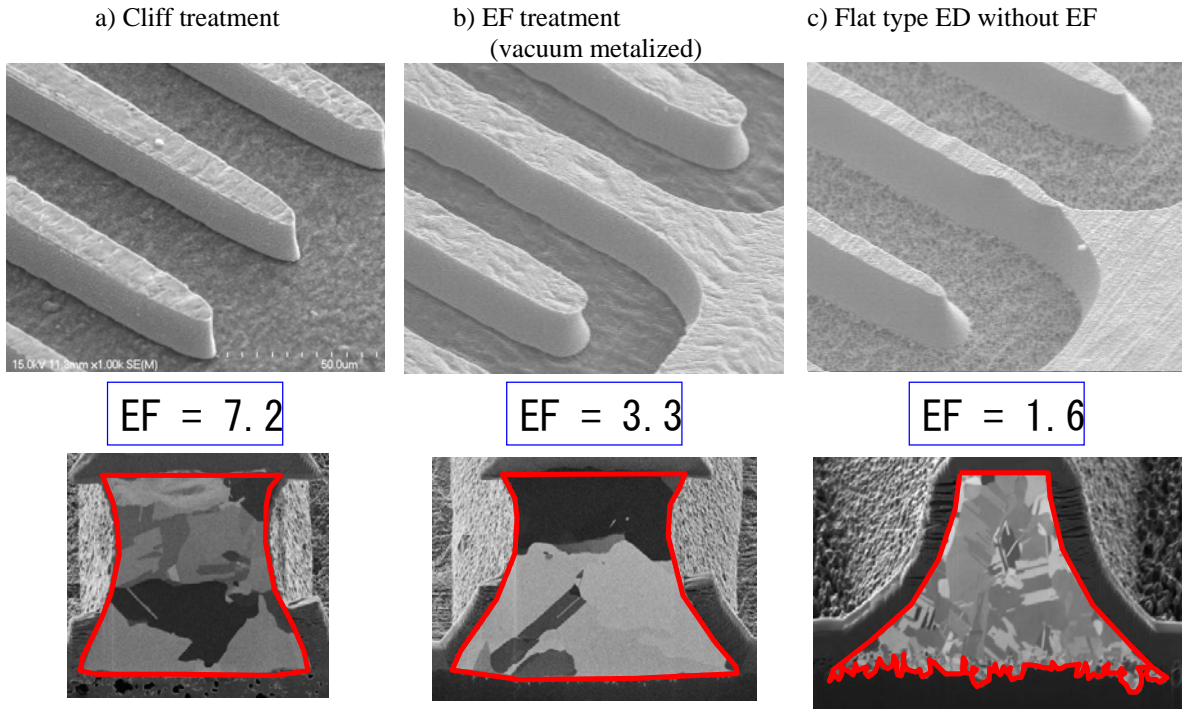 a) Cliff treatment
b) EF treatment
(vacuum metalized)
c) Flat type ED without EF
15.0kV 11.3mm x1.00k SE(M)
50.0um
EF = 7.2
EF = 3.3
EF = 1.6